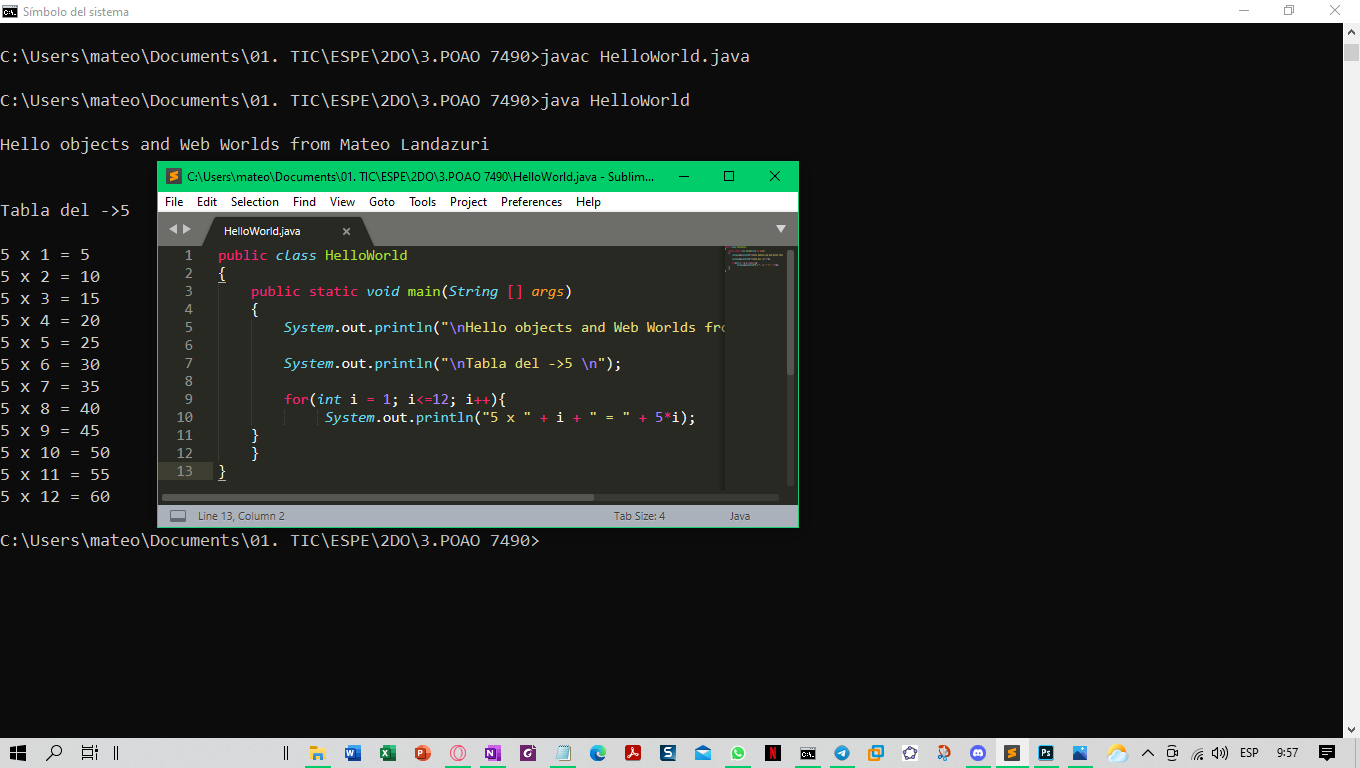 Símbolo del sistema
C:\Users\mateo\Documents\01. TIC\ESPE\2DO\3.POAO 7490>javac HelloWorld.java
C:\Users\mateo\Documents\01. TIC\ESPE\2DO\3.POAO 7490>java HelloWorld
Hello objects and Web Worlds from Mateo Landazuri
Tabla del ->5
5 x 1 = 5
5 x 2 = 10
5 x 3 = 15
5 x 4 = 20
5 x 5 = 25
5 x 6 = 30
5 x 7 = 35
5 x 8 = 40
5 x 9 = 45
5 x 10 = 50
5 x 11 = 55
5 x 12 = 60
C:\Users\mateo\Documents\01. TIC\ESPE\2DO\3.POAO 7490>
C:\Users\mateo\Documents\01. TIC\ESPE\2DO\3.POAO 7490\HelloWorld.java - Sublim...
File Edit Selection Find View Goto Tools Project Preferences Help
HelloWorld.java
1 public class HelloWorld
2 {
3 public static void main(String [] args)
4 {
5 System.out.println("\nHello objects and Web Worlds fro
6
7 System.out.println("\nTabla del ->5 \n");
8
9 for(int i = 1; i<=12; i++){
10 System.out.println("5 x " + i + " = " + 5*i);
11 }
12 }
13 }
Line 13, Column 2 Tab Size: 4 Java
ESP 9:57